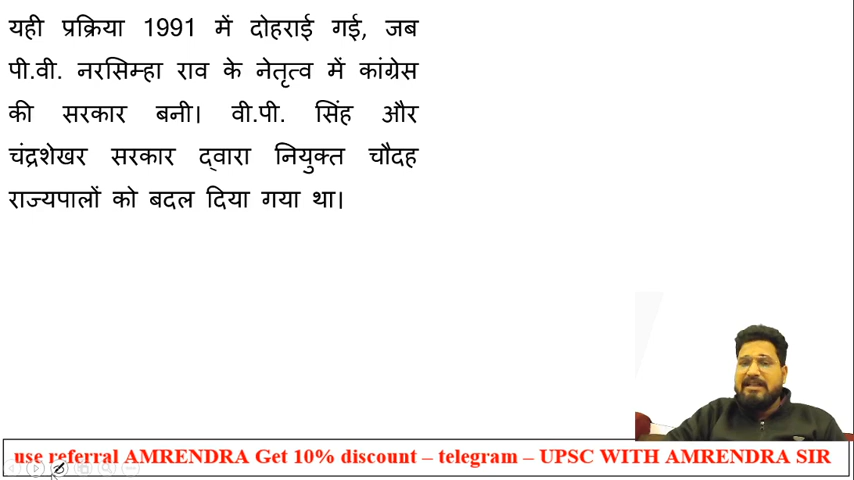 यही प्रक्रिया 1991 में दोहराई गई, जब
पी.वी. नरसिम्हा राव के नेतृत्व में कांग्रेस
की सरकार बनी। वी.पी. सिंह और
चंद्रशेखर सरकार द्वारा नियुक्त चौदह
राज्यपालों को बदल दिया गया था।
use referral AMRENDRA Get 10% discount – telegram – UPSC WITH AMRENDRA SIR